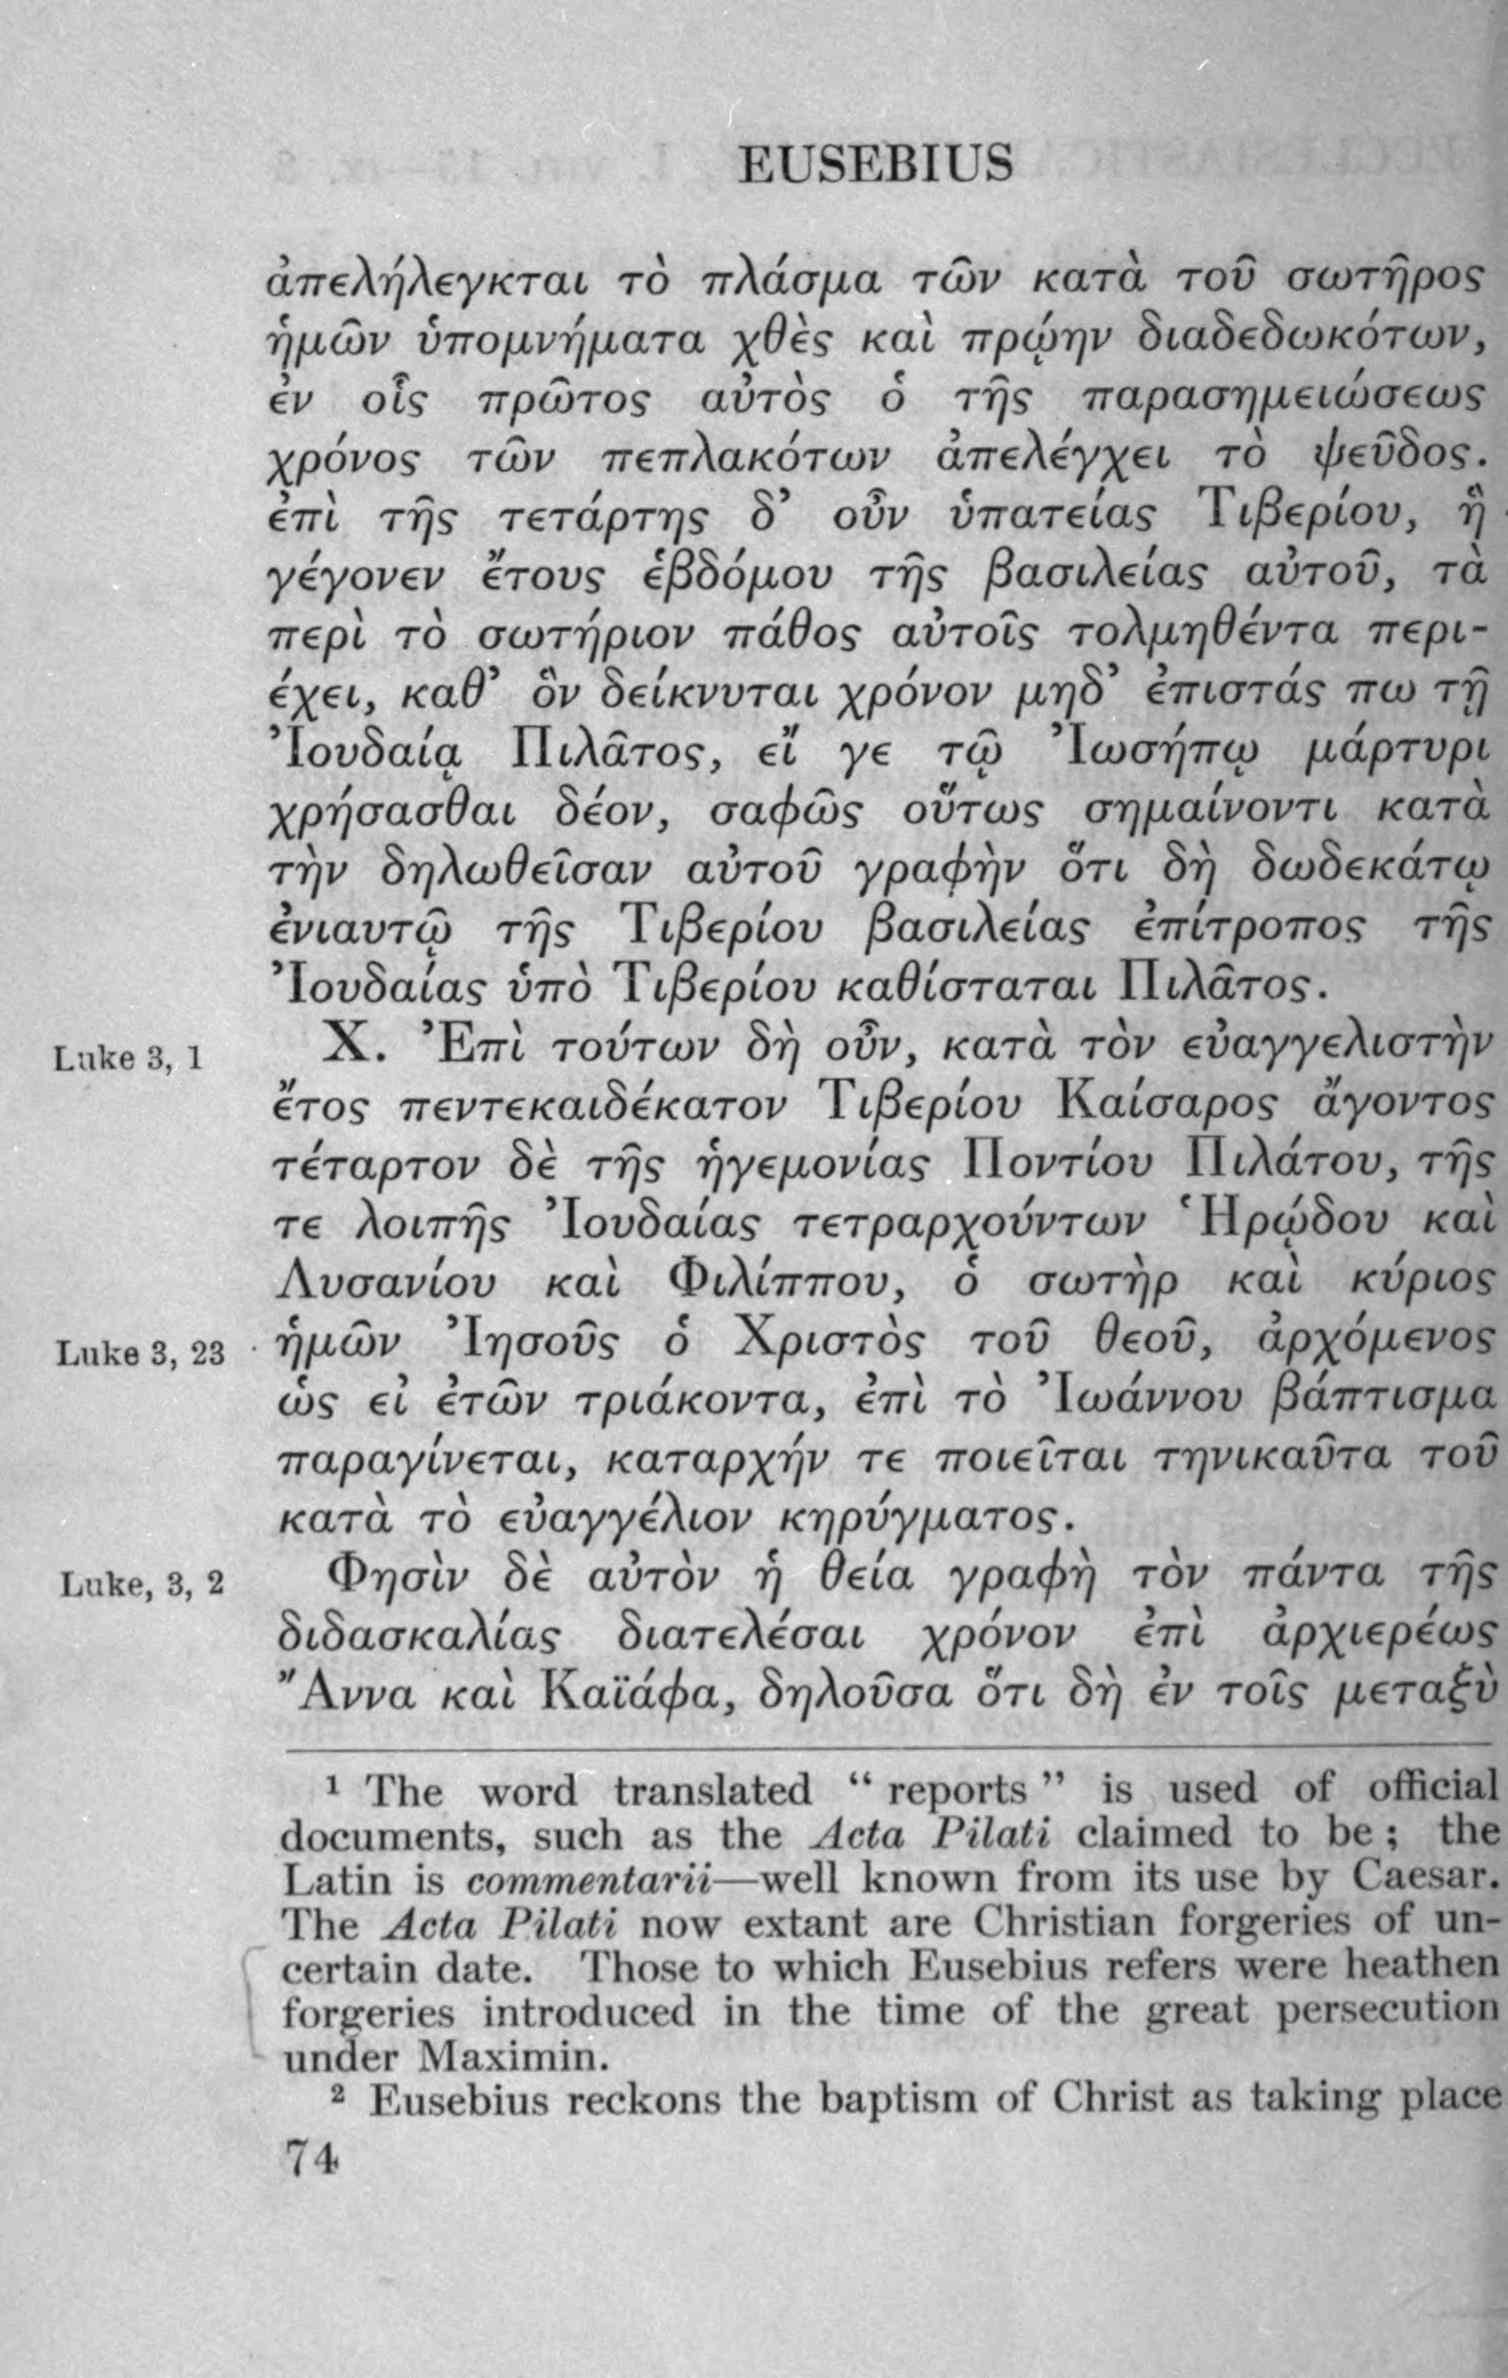 EUSEBIUS
ἀπελήλεγκται τὸ πλάσμα τῶν κατὰ τοῦ σωτῆρος
ἡμῶν ὑπομνήματα χθὲς καὶ πρῴην διαδεδωκότων,
ἐν οἷς πρῶτος αὐτὸς ὁ τῆς παρασημειώσεως
χρόνος τῶν πεπλακότων ἀπελέγχει τὸ ψεῦδος.
ἐπὶ τῆς τετάρτης δ’ οὖν ὑπατείας Τιβερίου, ἣ
γέγονεν ἔτους ἑβδόμου τῆς βασιλείας αὐτοῦ, τὰ
περὶ τὸ σωτήριον πάθος αὐτοῖς τολμηθέντα περι-
έχει, καθ’ ὃν δείκνυται χρόνον μηδ’ ἐπιστάς πω τῇ
Ἰουδαίᾳ Πιλᾶτος, εἴ γε τῷ Ἰωσήπῳ μάρτυρι
χρήσασθαι δέον, σαφῶς οὕτως σημαίνοντι κατὰ
τὴν δηλωθεῖσαν αὐτοῦ γραφὴν ὅτι δὴ δωδεκάτῳ
ἐνιαυτῷ τῆς Τιβερίου βασιλείας ἐπίτροπος τῆς
Ἰουδαίας ὑπὸ Τιβερίου καθίσταται Πιλᾶτος.
Luke 3, 1 X. Ἐπὶ τούτων δὴ οὖν, κατὰ τὸν εὐαγγελιστὴν
ἔτος πεντεκαιδέκατον Τιβερίου Καίσαρος ἄγοντος
τέταρτον δὲ τῆς ἡγεμονίας Ποντίου Πιλάτου, τῆς
τε λοιπῆς Ἰουδαίας τετραρχούντων Ἡρῴδου καὶ
Λυσανίου καὶ Φιλίππου, ὁ σωτὴρ καὶ κύριος
Luke 3, 23 ἡμῶν Ἰησοῦς ὁ Χριστὸς τοῦ θεοῦ, ἀρχόμενος
ὡς εἰ ἐτῶν τριάκοντα, ἐπὶ τὸ Ἰωάννου βάπτισμα
παραγίνεται, καταρχήν τε ποιεῖται τηνικαῦτα τοῦ
κατὰ τὸ εὐαγγέλιον κηρύγματος.
Luke, 3, 2 Φησὶν δὲ αὐτὸν ἡ θεία γραφὴ τὸν πάντα τῆς
διδασκαλίας διατελέσαι χρόνον ἐπὶ ἀρχιερέως
Ἄννα καὶ Καϊάφα, δηλοῦσα ὅτι δὴ ἐν τοῖς μεταξὺ
¹ The word translated “ reports ” is used of official
documents, such as the Acta Pilati claimed to be ; the
Latin is commentarii—well known from its use by Caesar.
The Acta Pilati now extant are Christian forgeries of un-
certain date. Those to which Eusebius refers were heathen
forgeries introduced in the time of the great persecution
under Maximin.
² Eusebius reckons the baptism of Christ as taking place
74